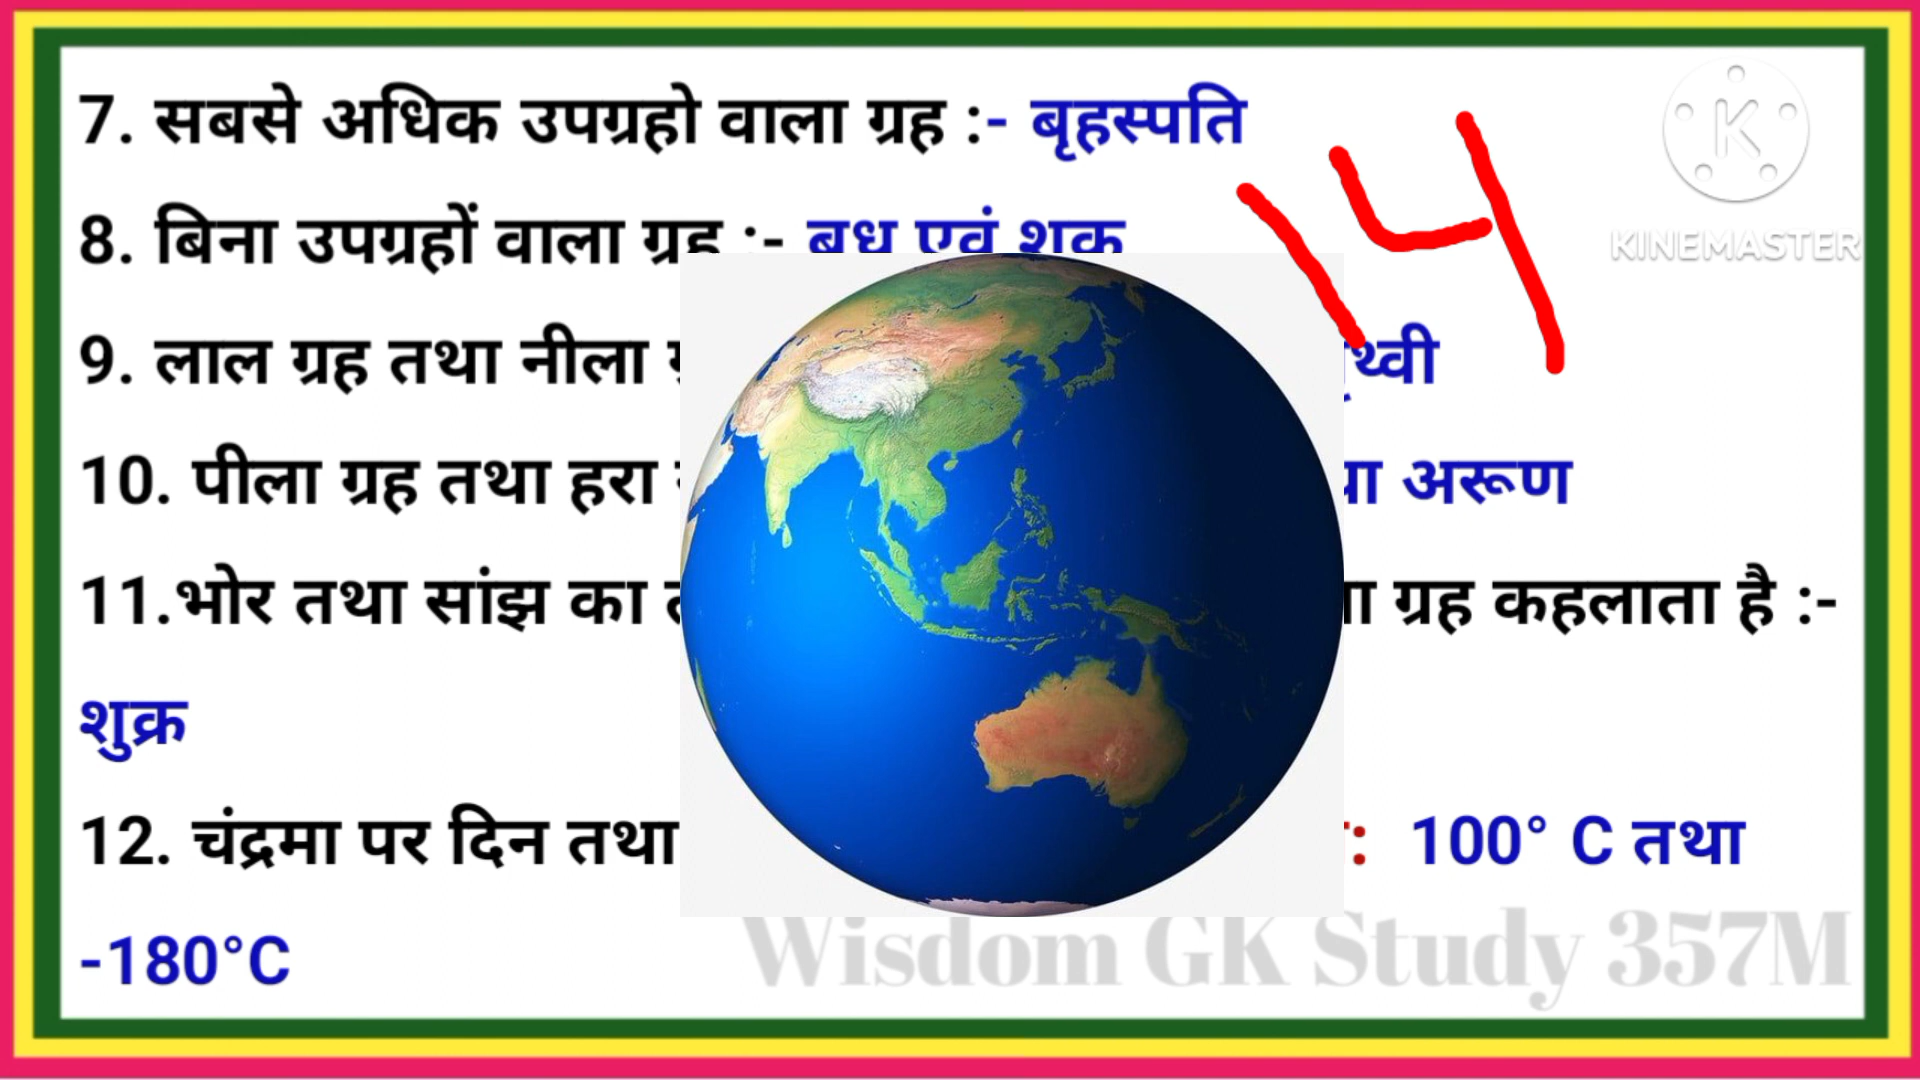 7. सबसे अधिक उपग्रहो वाला ग्रह :- बृहस्पति
14
KINEMASTER
8. बिना उपग्रहों वाला ग्रह :- बुध एवं शुक्र
9. लाल ग्रह तथा नीला
10. पीला ग्रह तथा हरा अरूण
11.भोर तथा सांझ का ग्रह कहलाता है :-
शुक्र
12. चंद्रमा पर दिन तथा 100° C तथा
-180°C
Wisdom GK Study 357M